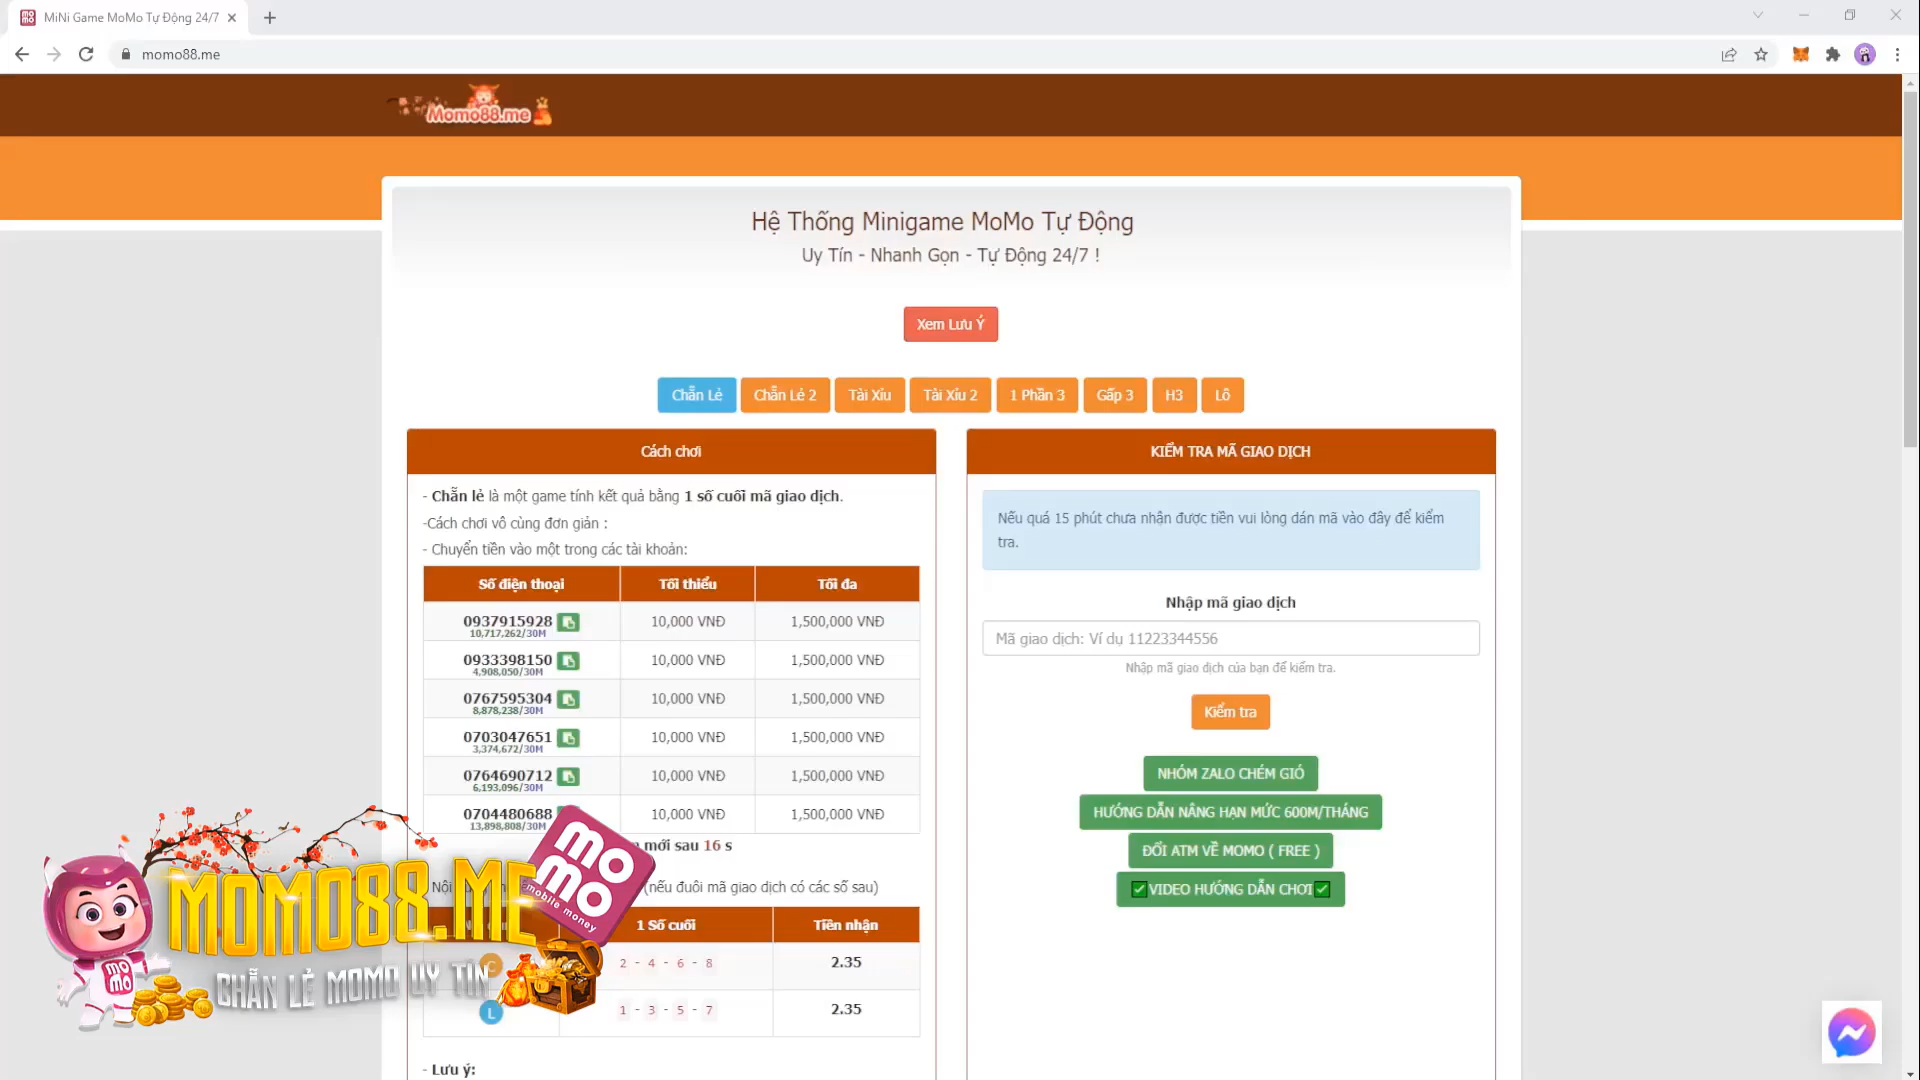 MiNi Game MoMo Tự Động 24/7
momo88.me
Momo88.me
Hệ Thống Minigame MoMo Tự Động
Uy Tín - Nhanh Gọn - Tự Động 24/7 !
Xem Lưu Ý
Chẵn Lẻ
Chẵn Lẻ 2
Tài Xỉu
Tài Xỉu 2
1 Phần 3
Gấp 3
H3
Lô
Cách chơi
- Chẵn lẻ là một game tính kết quả bằng 1 số cuối mã giao dịch.
-Cách chơi vô cùng đơn giản :
- Chuyển tiền vào một trong các tài khoản:
Số điện thoại Tối thiểu Tối đa
0937915928 10,000 VNĐ 1,500,000 VNĐ
10,717,262/30M
0933398150 10,000 VNĐ 1,500,000 VNĐ
4,908,050/30M
0767595304 10,000 VNĐ 1,500,000 VNĐ
8,878,238/30M
0703047651 10,000 VNĐ 1,500,000 VNĐ
3,374,672/30M
0764690712 10,000 VNĐ 1,500,000 VNĐ
6,193,096/30M
0704480688 10,000 VNĐ 1,500,000 VNĐ
13,898,808/30M
mới sau 16 s
(nếu đuôi mã giao dịch có các số sau)
1 Số cuối Tiền nhận
C 2 - 4 - 6 - 8 2.35
L 1 - 3 - 5 - 7 2.35
- Lưu ý:
KIỂM TRA MÃ GIAO DỊCH
Nếu quá 15 phút chưa nhận được tiền vui lòng dán mã vào đây để kiểm
tra.
Nhập mã giao dịch
Mã giao dịch: Ví dụ 11223344556
Nhập mã giao dịch của bạn để kiểm tra.
Kiểm tra
NHÓM ZALO CHÉM GIÓ
HƯỚNG DẪN NÂNG HẠN MỨC 600M/THÁNG
ĐỔI ATM VỀ MOMO ( FREE )
VIDEO HƯỚNG DẪN CHƠI
MOMO88.ME
CHẴN LẺ MOMO UY TÍN
mo
mo
mobile money
mo
mo